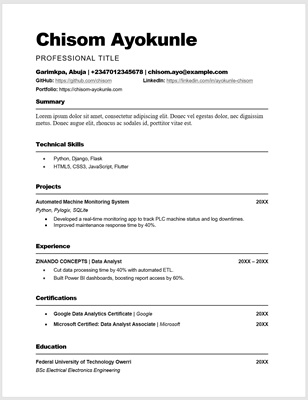 Chisom Ayokunle
PROFESSIONAL TITLE
Garimkpa, Abuja | +2347012345678 | chisom.ayo@example.com
GitHub: https://github.com/chisom LinkedIn: https://linkedin.com/in/ayokunle-chisom
Portfolio: https://chisom-ayokunle.com
Summary
Lorem ipsum dolor sit amet, consectetur adipiscing elit. Donec vel egestas dolor, nec dignissim
metus. Donec augue elit, rhoncus ac sodales id, porttitor vitae est.
Technical Skills
• Python, Django, Flask
• HTML5, CSS3, JavaScript, Flutter
Projects
Automated Machine Monitoring System 20XX
Python, Pylogix, SQLite
• Developed a real-time monitoring app to track PLC machine status and log downtimes.
• Improved maintenance response time by 40%.
Experience
ZINANDO CONCEPTS | Data Analyst 20XX – 20XX
• Cut data processing time by 40% with automated ETL.
• Built Power BI dashboards, boosting report access by 60%.
Certifications
• Google Data Analytics Certificate | Google 20XX
• Microsoft Certified: Data Analyst Associate | Microsoft 20XX
Education
Federal University of Technology Owerri 20XX
BSc Electrical Electronics Engineering